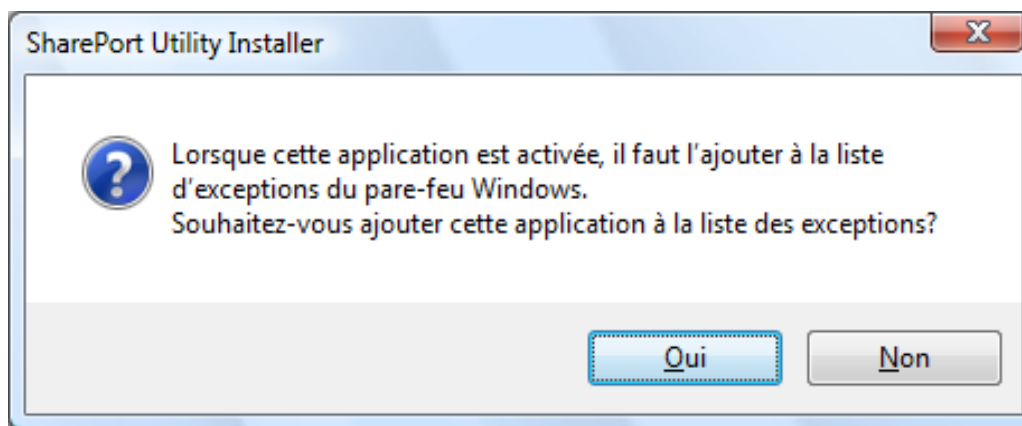 SharePort Utility Installer
Lorsque cette application est activée, il faut l'ajouter à la liste
d'exceptions du pare-feu Windows.
Souhaitez-vous ajouter cette application à la liste des exceptions?
Oui
Non